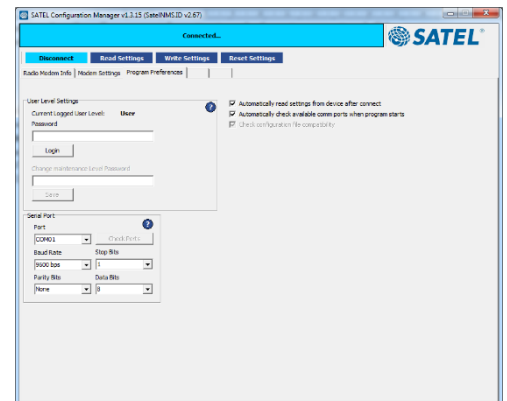 SATEL Configuration Manager v1.3.15 (SatelNMS.ID v2.67)
Connected...
SATEL®
Disconnect Read Settings Write Settings Reset Settings
Radio Modem Info Modem Settings Program Preferences
User Level Settings
Current Logged User Level: User
Password
Login
Change maintenance Level Password
Save
Automatically read settings from device after connect
Automatically check available comm ports when program starts
Check configuration file compatibility
Serial Port
Port
COM01 Check Ports
Baud Rate Stop Bits
9600 bps 1
Parity Bits Data Bits
None 8